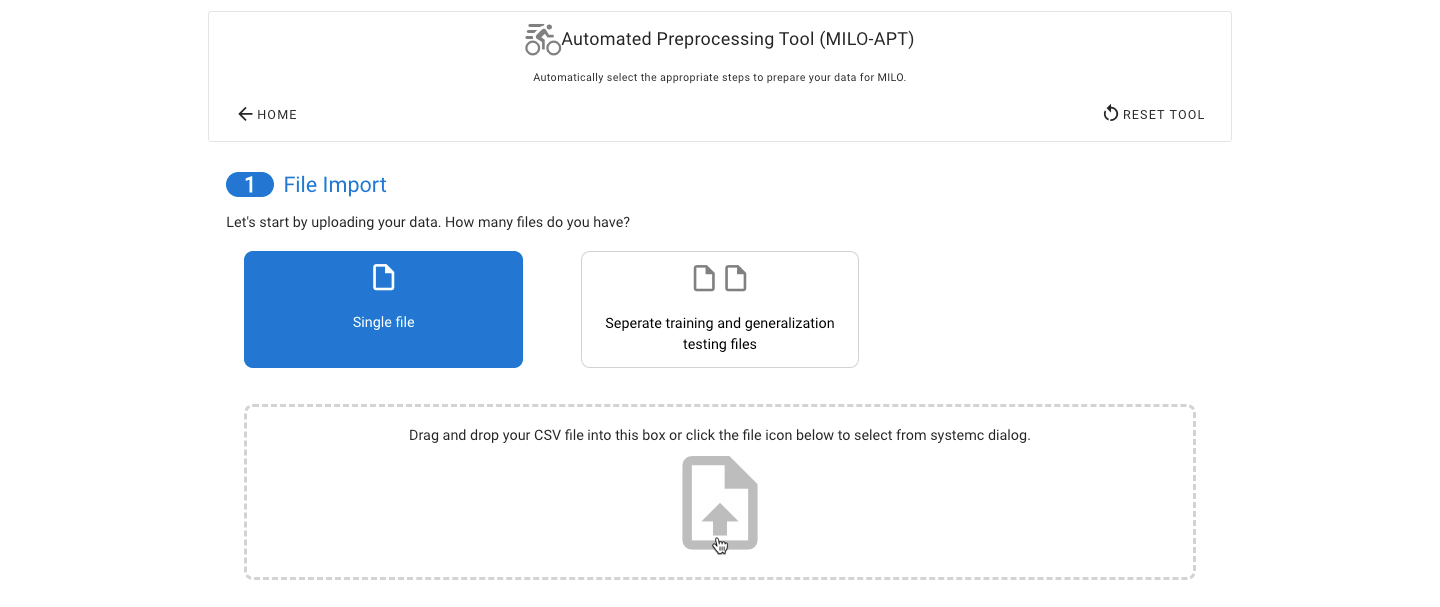 Automated Preprocessing Tool (MILO-APT)
Automatically select the appropriate steps to prepare your data for MILO.
HOME
RESET TOOL
1 File Import
Let's start by uploading your data. How many files do you have?
Single file
Seperate training and generalization
testing files
Drag and drop your CSV file into this box or click the file icon below to select from systemc dialog.